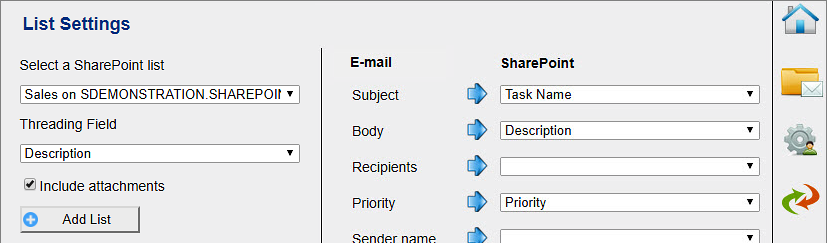 List Settings
Select a SharePoint list
Sales on SDEMONSTRATION.SHAREPOIN
Threading Field
Description
Include attachments
Add List
E-mail SharePoint
Subject Task Name
Body Description
Recipients
Priority Priority
Sender name